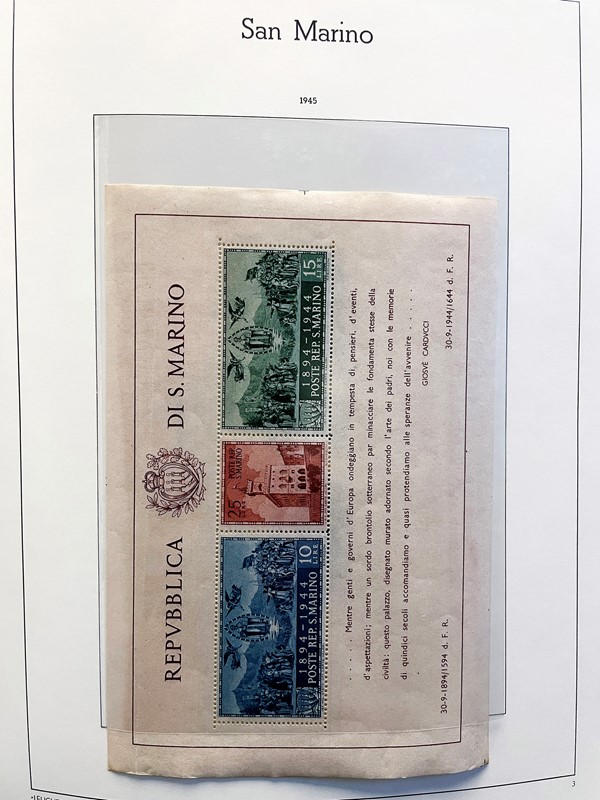 San Marino
1945
REPVBBLICA DI S. MARINO
10
LIRE
1894-1944
POSTE REP. S.MARINO
25
LIRE
POSTE REP.
S. MARINO
15
LIRE
1894-1944
POSTE REP. S.MARINO
. . . . . Mentre genti e governi d'Europa ondeggiano in tempesta di pensieri, d'eventi,
d'aspettazioni; mentre un sordo brontolio sotterraneo par minacciare le fondamenta stesse della
civiltà: questo palazzo, disegnato murato adornato secondo l'arte dei padri, noi con le memorie
di quindici secoli accomandiamo e quasi protendiamo alle speranze dell'avvenire . . . . .
GIOSVÉ CARDVCCI
30-9-1894/1594 d. F. R. 30-9-1944/1644 d. F. R.
3